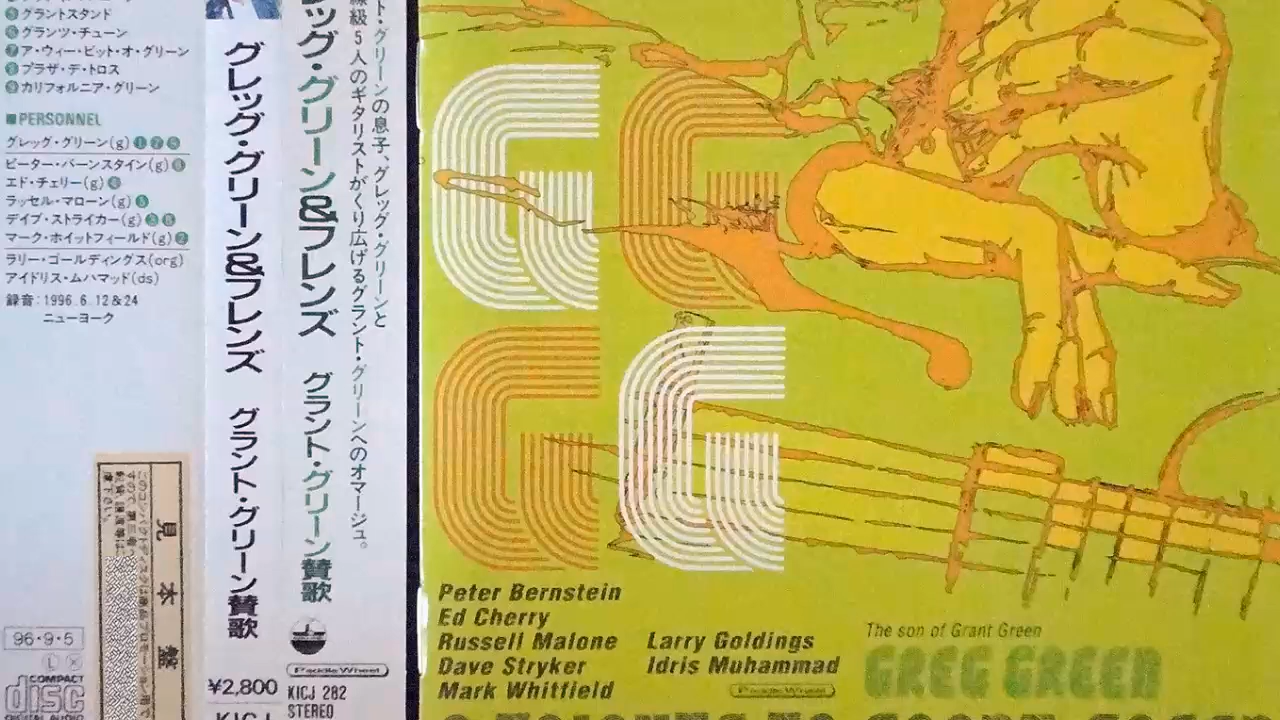 グラントスタンド
グランツ・チューン
ア・ウィー・ビット・オ・グリーン
プラザ・デ・トロス
カリフォルニア・グリーン
■PERSONNEL
グレッグ・グリーン(g)
ピーター・バーンスタイン(g)
エド・チェリー(g)
ラッセル・マローン(g)
デイブ・ストライカー(g)
マーク・ホイットフィールド(g)
ラリー・ゴールディングス(org)
アイドリス・ムハマッド(ds)
録音:1996.6.12&24
ニューヨーク
見本盤
96・9・5
COMPACT
disc
DIGITAL AUDIO
グレッグ・グリーン&フレンズ グラント・グリーン賛歌
¥2,800
KICJ
ッグ・グリーン&フレンズ グラント・グリーン賛歌
Paddle Wheel
KICJ 282
STEREO
ト・グリーンの息子、グレッグ・グリーンと
級5人のギタリストがくり広げるグラント・グリーンへのオマージュ。
Peter Bernstein
Ed Cherry
Russell Malone
Dave Stryker
Mark Whitfield
Larry Goldings
Idris Muhammad
Paddle Wheel
The son of Grant Green
GREG GREEN